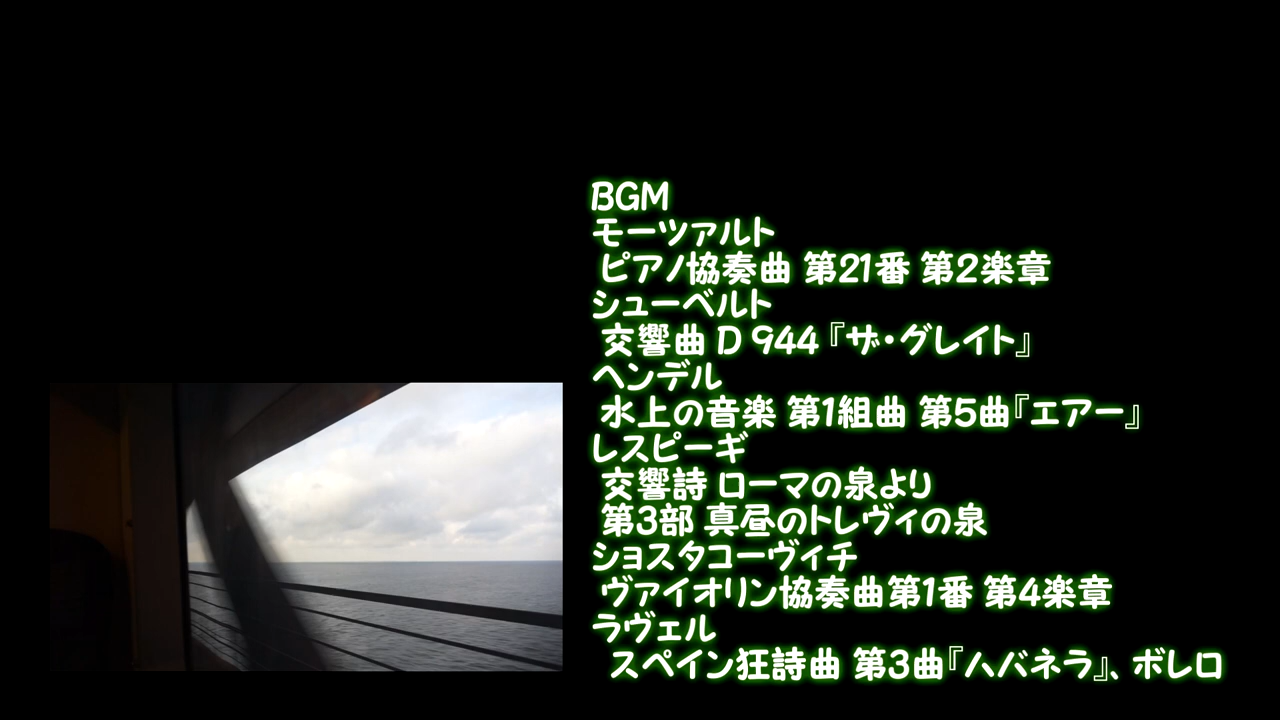 BGM
モーツァルト
ピアノ協奏曲 第21番 第2楽章
シューベルト
交響曲 D 944『ザ・グレイト』
ヘンデル
水上の音楽 第1組曲 第5曲『エアー』
レスピーギ
交響詩 ローマの泉より
第3部 真昼のトレヴィの泉
ショスタコーヴィチ
ヴァイオリン協奏曲第1番 第4楽章
ラヴェル
スペイン狂詩曲 第3曲『ハバネラ』、ボレロ